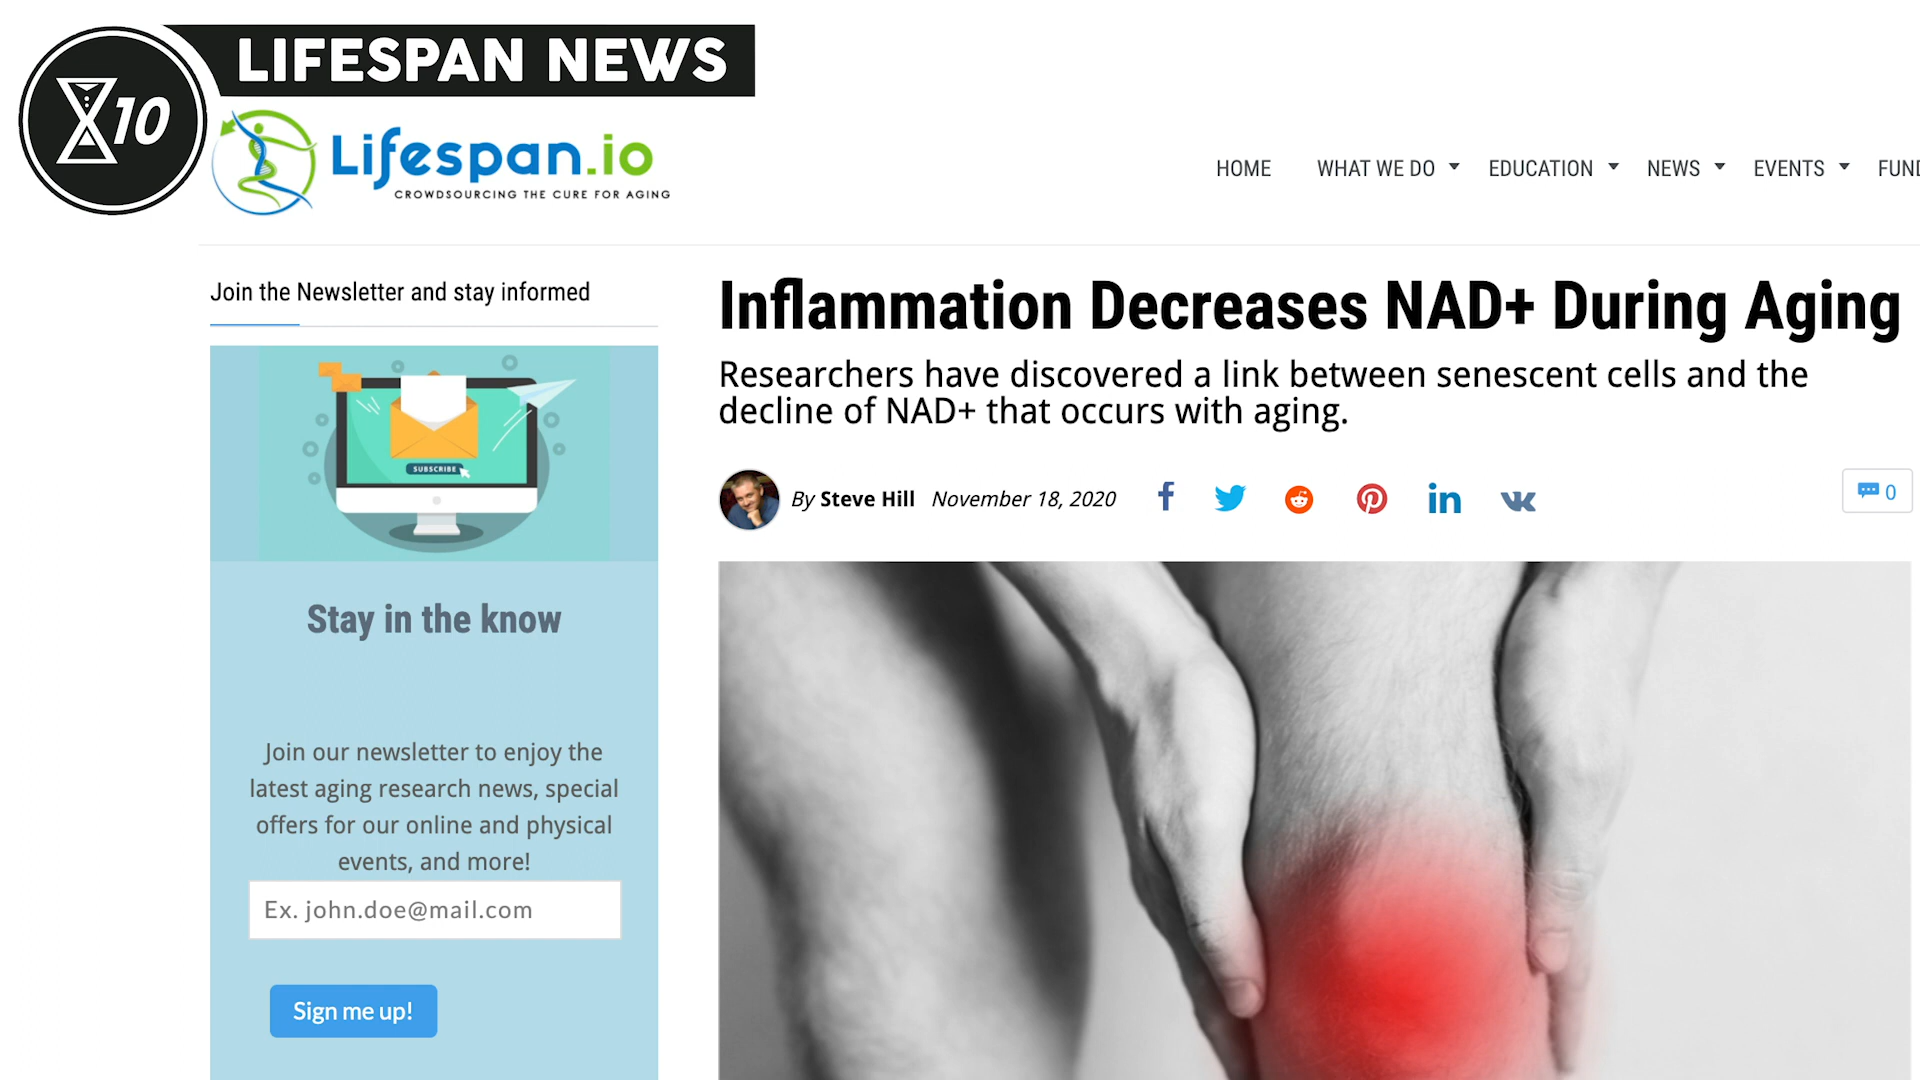 LIFESPAN NEWS
10
Lifespan.io
CROWDSOURCING THE CURE FOR AGING
HOME WHAT WE DO EDUCATION NEWS EVENTS FUND
Join the Newsletter and stay informed
SUBSCRIBE
Stay in the know
Join our newsletter to enjoy the
latest aging research news, special
offers for our online and physical
events, and more!
Ex. john.doe@mail.com
Sign me up!
Inflammation Decreases NAD+ During Aging
Researchers have discovered a link between senescent cells and the
decline of NAD+ that occurs with aging.
By Steve Hill November 18, 2020
0